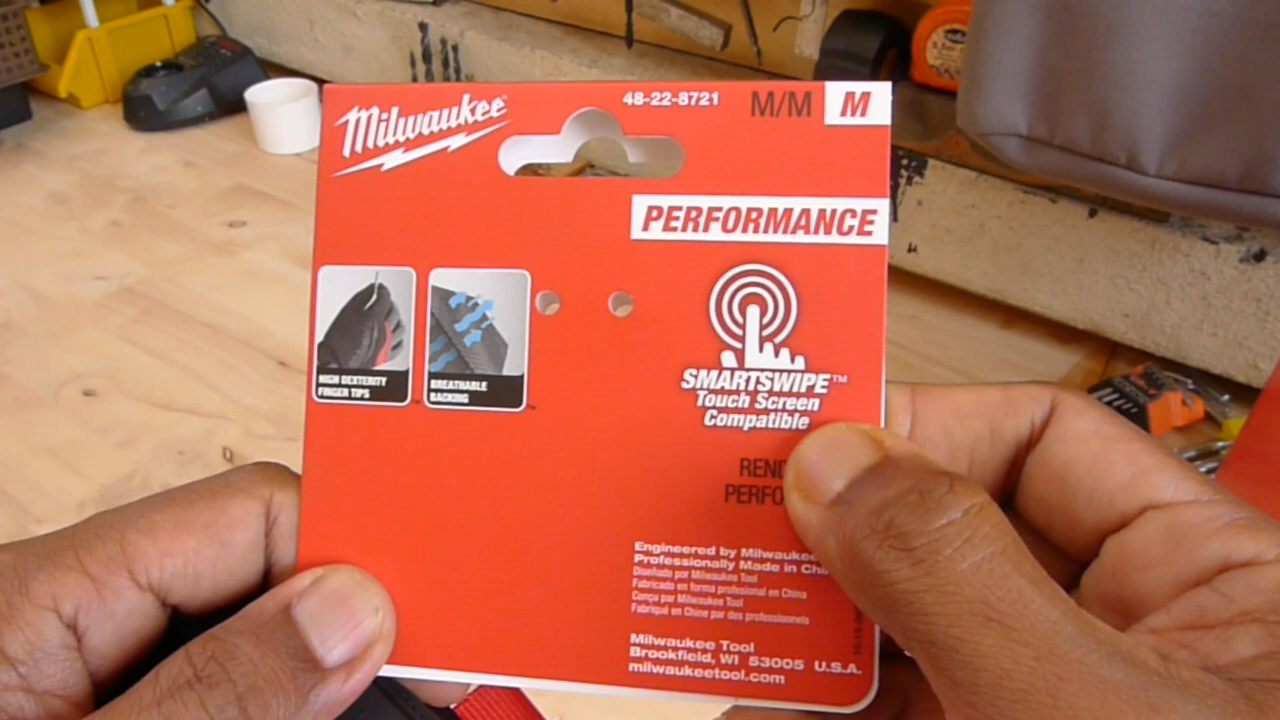 Milwaukee
48-22-8721
M/M M
PERFORMANCE
HIGH DEXTERITY
FINGER TIPS
BREATHABLE
BACKING
SMARTSWIPE™
Touch Screen
Compatible
REND
PERFO
Engineered by Milwaukee
Professionally Made in Ch
Diseñado por Milwaukee Tool
Fabricado en forma profesional en China
Conçu par Milwaukee Tool
Fabriqué en Chine par des professionnels
Milwaukee Tool
Brookfield, WI 53005 U.S.A.
milwaukeetool.com